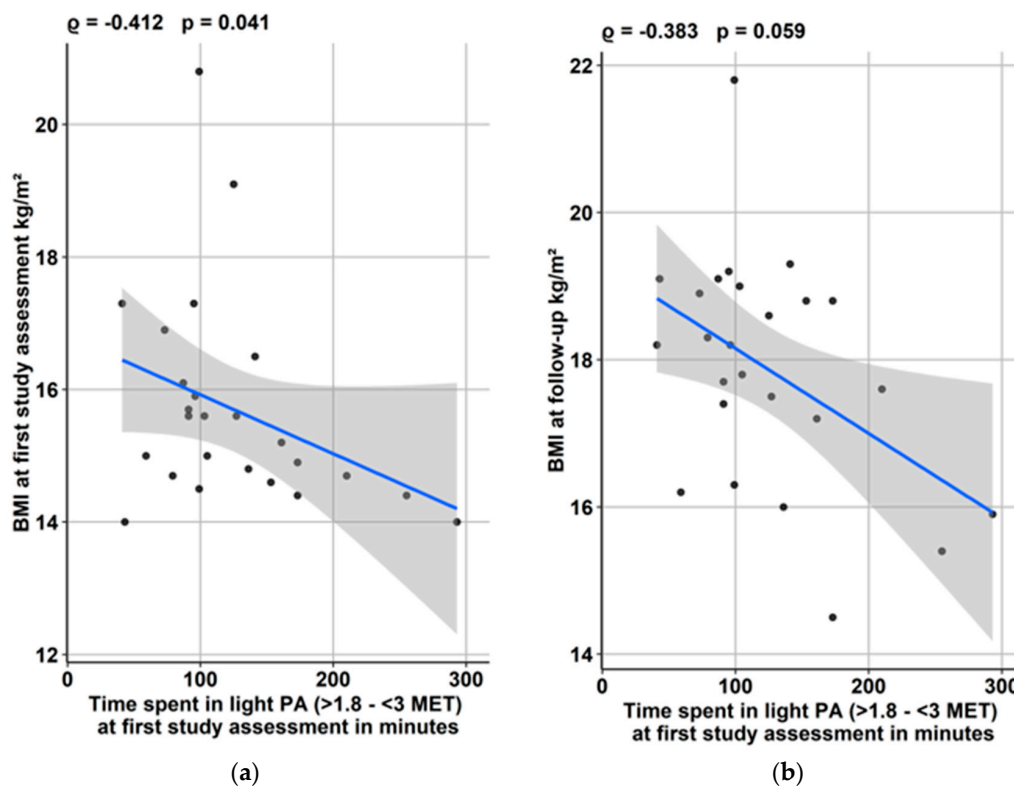 ϱ = -0.412 p = 0.041
BMI at first study assessment kg/m²
20
18
16
14
12
0
100
200
300
Time spent in light PA (>1.8 - <3 MET)
at first study assessment in minutes
(a)
ϱ = -0.383 p = 0.059
BMI at follow-up kg/m²
22
20
18
16
14
0
100
200
300
Time spent in light PA (>1.8 - <3 MET)
at first study assessment in minutes
(b)